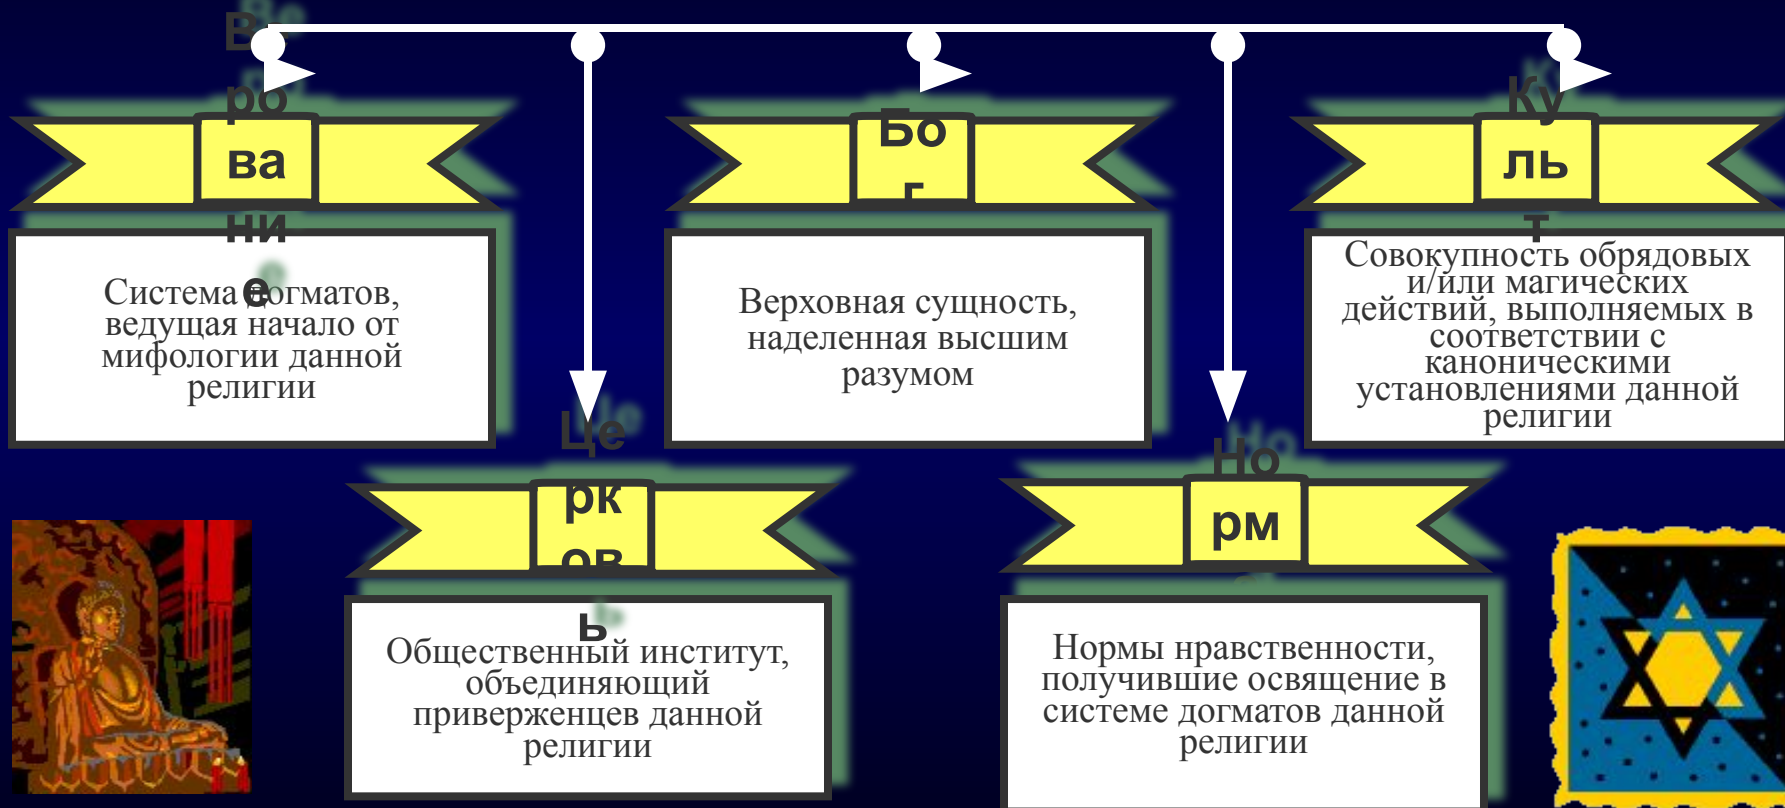 Ве
ро
ва
ни
е
Система догматов,
ведущая начало от
мифологии данной
религии
Бо
г
Верховная сущность,
наделенная высшим
разумом
Ку
ль
т
Совокупность обрядовых
и/или магических
действий, выполняемых в
соответствии с
каноническими
установлениями данной
религии
Це
рк
ов
ь
Общественный институт,
объединяющий
приверженцев данной
религии
Но
рм
Нормы нравственности,
получившие освящение в
системе догматов данной
религии